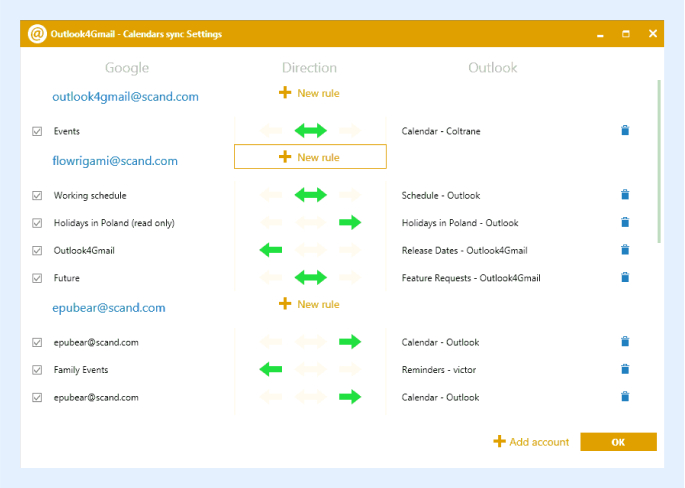 @ Outlook4Gmail - Calendars sync Settings
Google Direction Outlook
outlook4gmail@scand.com + New rule
Events Calendar - Coltrane
flowrigami@scand.com + New rule
Working schedule Schedule - Outlook
Holidays in Poland (read only) Holidays in Poland - Outlook
Outlook4Gmail Release Dates - Outlook4Gmail
Future Feature Requests - Outlook4Gmail
epubear@scand.com + New rule
epubear@scand.com Calendar - Outlook
Family Events Reminders - victor
epubear@scand.com Calendar - Outlook
+ Add account OK